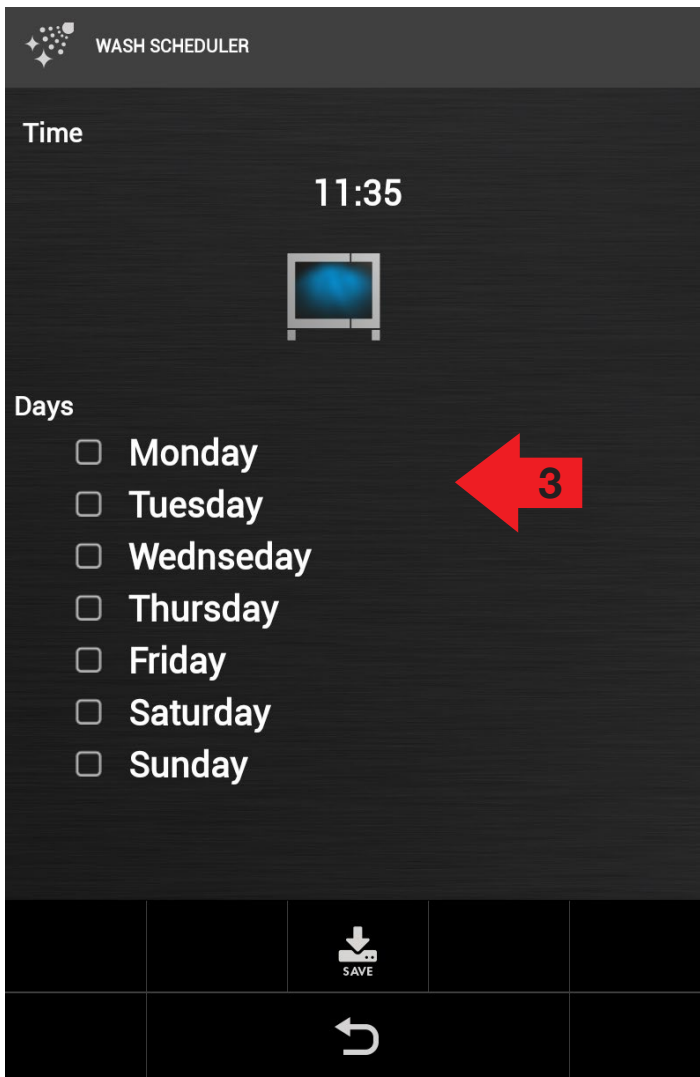 WASH SCHEDULER
Time
11:35
Days
Monday
3
Tuesday
Wednseday
Thursday
Friday
Saturday
Sunday
SAVE